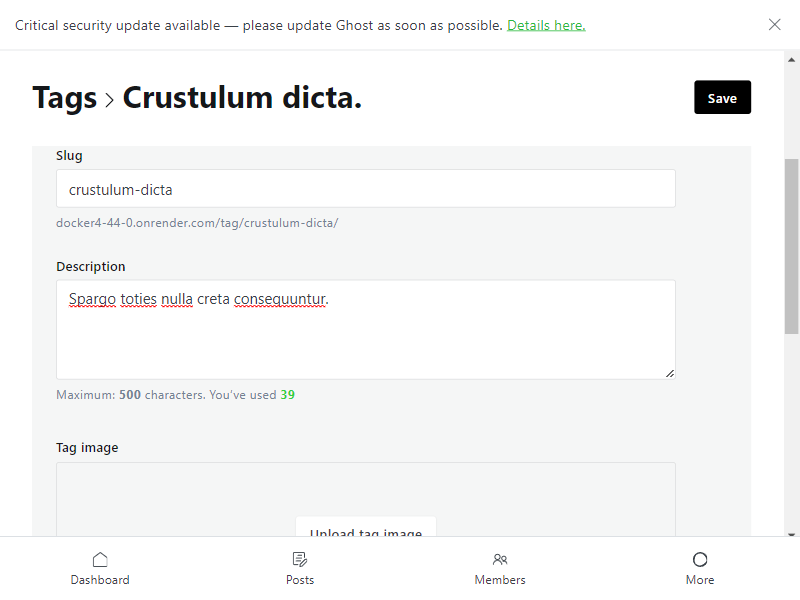 Critical security update available — please update Ghost as soon as possible. Details here.
Tags > Crustulum dicta.
Save
Slug
crustulum-dicta
docker4-44-0.onrender.com/tag/crustulum-dicta/
Description
Spargo toties nulla creta consequuntur.
Maximum: 500 characters. You've used 39
Tag image
Upload tag image
Dashboard
Posts
Members
More